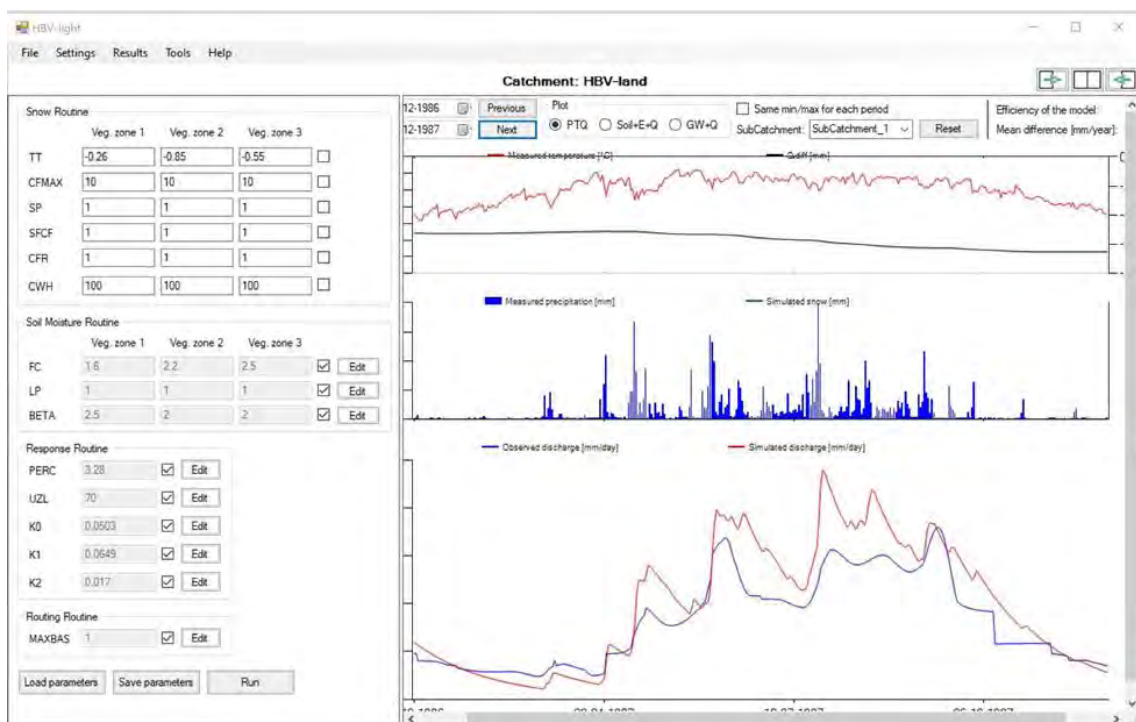 HBV-light
File Settings Results Tools Help
Catchment: HBV-land
Snow Routine
Veg. zone 1 Veg. zone 2 Veg. zone 3
TT -0.26 -0.85 -0.55
CFMAX 10 10 10
SP 1 1 1
SFCF 1 1 1
CFR 1 1 1
CWH 100 100 100
Soil Moisture Routine
Veg. zone 1 Veg. zone 2 Veg. zone 3
FC 1.6 2.2 2.5 Edit
LP 1 1 1 Edit
BETA 2.5 2 2 Edit
Response Routine
PERC 3.28 Edit
UZL 70 Edit
K0 0.0503 Edit
K1 0.0649 Edit
K2 0.017 Edit
Routing Routine
MAXBAS 1 Edit
Load parameters Save parameters Run
12-1986 Previous Plot Same min/max for each period Efficiency of the model:
12-1987 Next PTQ Soil+E+Q GW+Q SubCatchment: SubCatchment_1 Reset Mean difference [mm/year]:
Measured temperature [°C] Qdiff [mm]
Measured precipitation [mm] Simulated snow [mm]
Observed discharge [mm/day] Simulated discharge [mm/day]